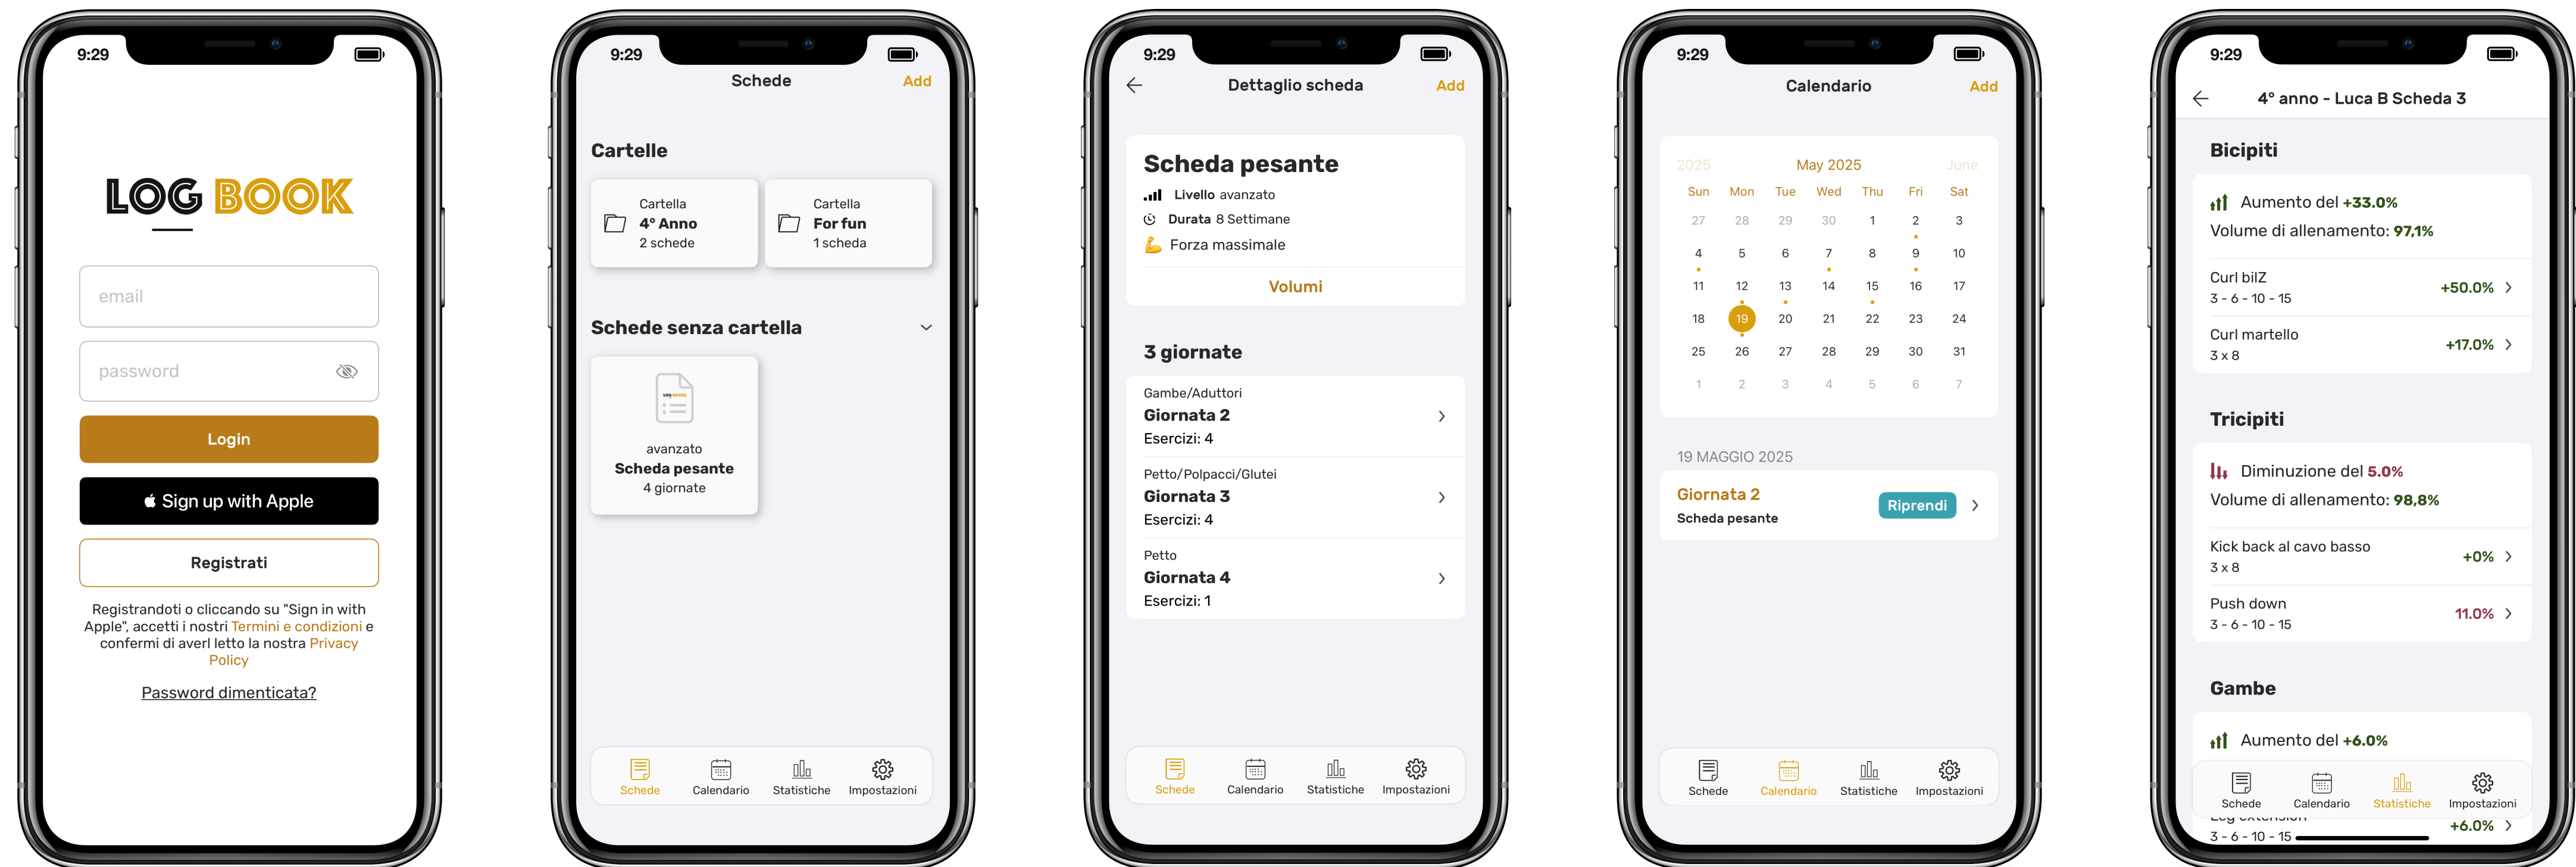 9:29
LOG BOOK
email
password
Login
Sign up with Apple
Registrati
Registrandoti o cliccando su "Sign in with
Apple", accetti i nostri Termini e condizioni e
confermi di averl letto la nostra Privacy
Policy
Password dimenticata?
9:29
Schede Add
Cartelle
Cartella
4° Anno
2 schede
Cartella
For fun
1 scheda
Schede senza cartella
LOG BOOK
avanzato
Scheda pesante
4 giornate
Schede Calendario Statistiche Impostazioni
9:29
Dettaglio scheda Add
Scheda pesante
Livello avanzato
Durata 8 Settimane
Forza massimale
Volumi
3 giornate
Gambe/Aduttori
Giornata 2
Esercizi: 4
Petto/Polpacci/Glutei
Giornata 3
Esercizi: 4
Petto
Giornata 4
Esercizi: 1
Schede Calendario Statistiche Impostazioni
9:29
Calendario Add
2025 May 2025 June
Sun Mon Tue Wed Thu Fri Sat
27 28 29 30 1 2 3
4 5 6 7 8 9 10
11 12 13 14 15 16 17
18 19 20 21 22 23 24
25 26 27 28 29 30 31
1 2 3 4 5 6 7
19 MAGGIO 2025
Giornata 2
Scheda pesante
Riprendi
Schede Calendario Statistiche Impostazioni
9:29
4° anno - Luca B Scheda 3
Bicipiti
Aumento del +33.0%
Volume di allenamento: 97,1%
Curl bilZ
3 - 6 - 10 - 15
+50.0%
Curl martello
3 x 8
+17.0%
Tricipiti
Diminuzione del 5.0%
Volume di allenamento: 98,8%
Kick back al cavo basso
3 x 8
+0%
Push down
3 - 6 - 10 - 15
11.0%
Gambe
Aumento del +6.0%
Schede Calendario Statistiche Impostazioni
Leg extension
3 - 6 - 10 - 15
+6.0%